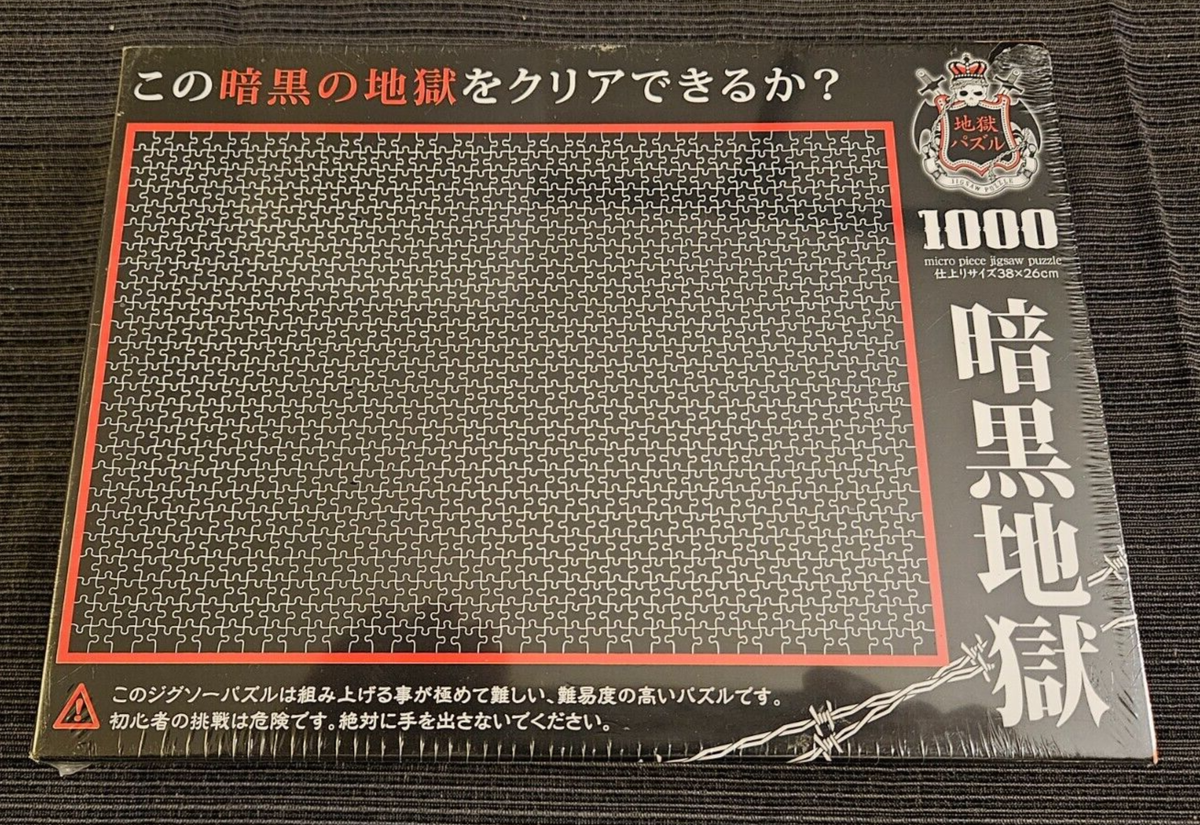 この暗黒の地獄をクリアできるか？
地獄
パズル
JIGSAW PUZZLE
1000
micro piece jigsaw puzzle
仕上りサイズ38×26cm
暗黒地獄
このジグソーパズルは組み上げる事が極めて難しい、難易度の高いパズルです。
初心者の挑戦は危険です。絶対に手を出さないでください。